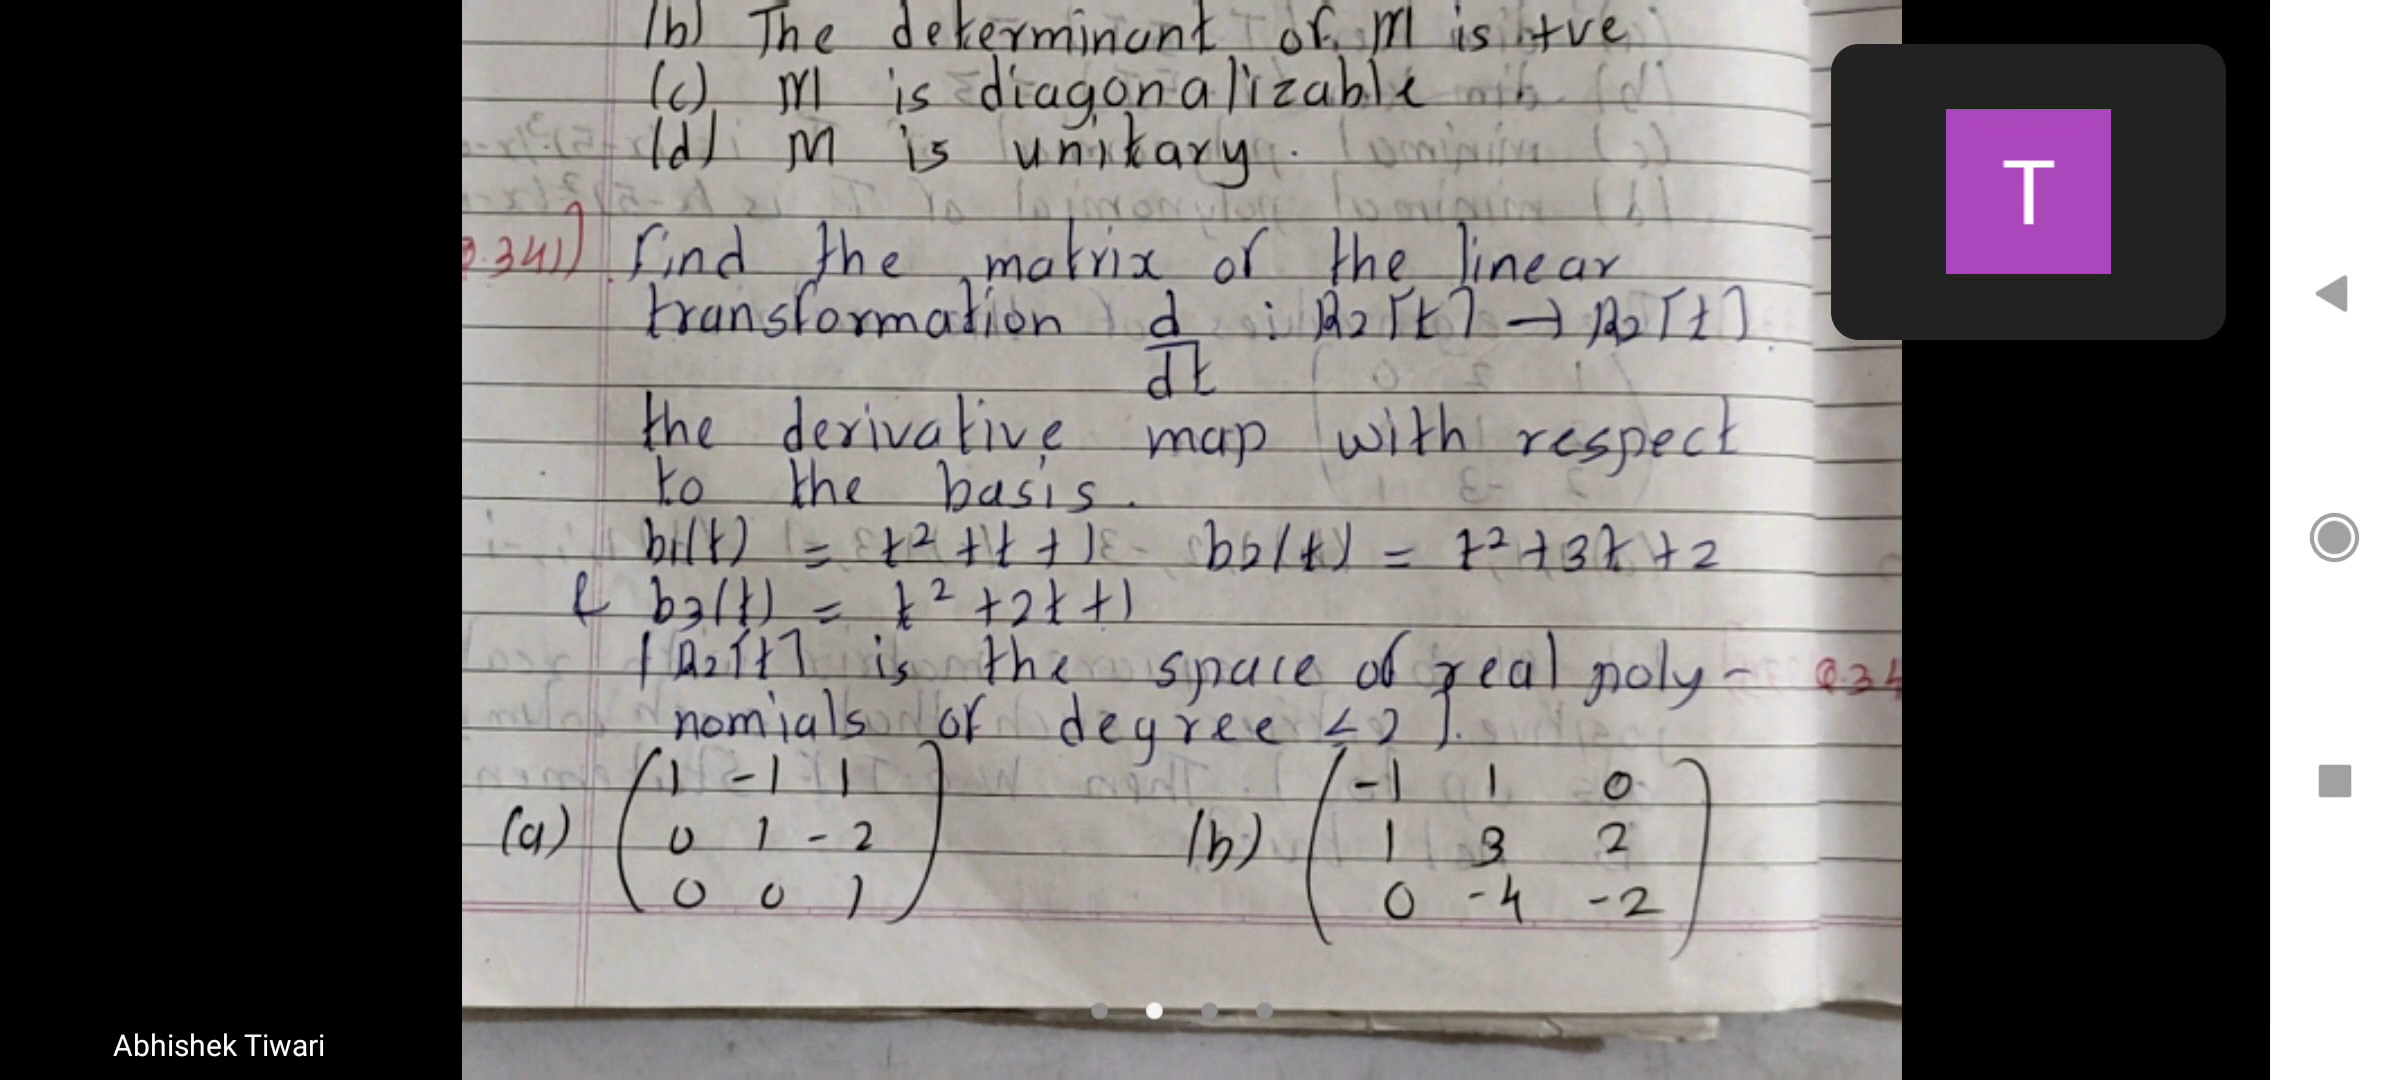 (b) The determinant of M is +ve
(c) M is diagonalizable
(d) M is unitary.
Q.341) Find the matrix of the linear
transformation d/dt : R2[t] → R2[t]
the derivative map with respect
to the basis.
b1(t) = t² + t + 1 b2(t) = t² + 3t + 2
& b3(t) = t² + 2t + 1
[R2[t] is the space of real poly-
nomials of degree ≤ 2].
(a) (1 -1 1
0 1 -2
0 0 1)
(b) (-1 1 0
1 3 2
0 -4 -2)
Q.34
T
Abhishek Tiwari